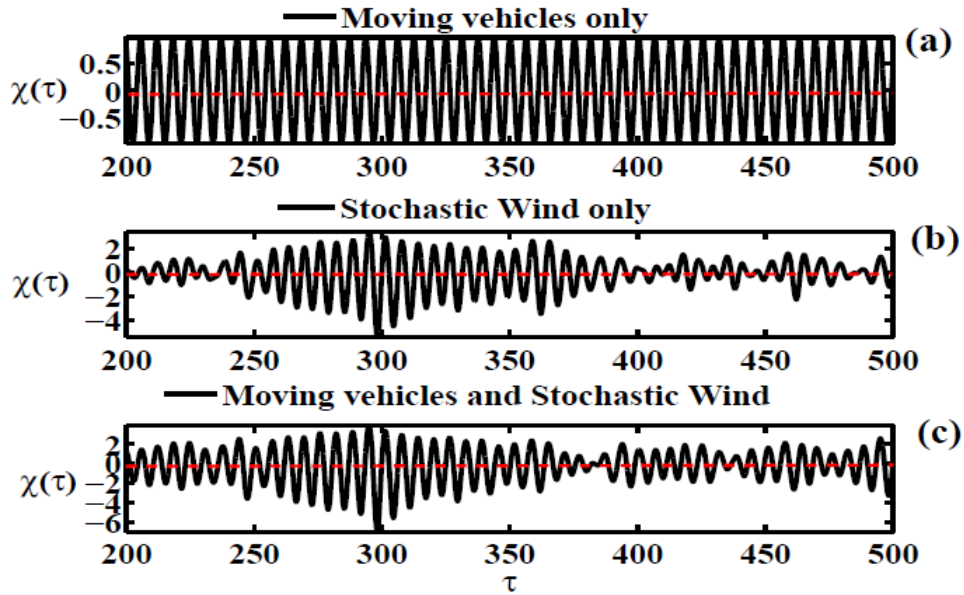 Moving vehicles only
(a)
0.5
χ(τ) 0
−0.5
200 250 300 350 400 450 500
Stochastic Wind only
(b)
2
χ(τ) 0
−2
−4
200 250 300 350 400 450 500
Moving vehicles and Stochastic Wind
(c)
2
0
χ(τ) −2
−4
−6
200 250 300 350 400 450 500
τ